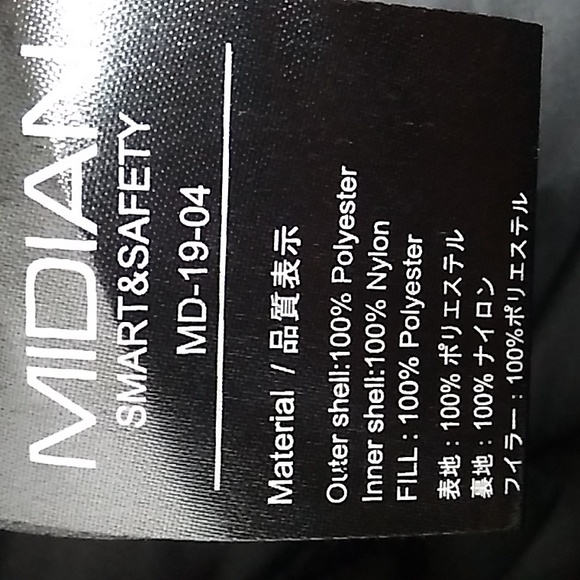 MIDIAN
SMART&SAFETY
MD-19-04
Material / 品質表示
Outer shell:100% Polyester
Inner shell:100% Nylon
FILL : 100% Polyester
表地 : 100% ポリエステル
裏地 : 100% ナイロン
フィラー : 100%ポリエステル